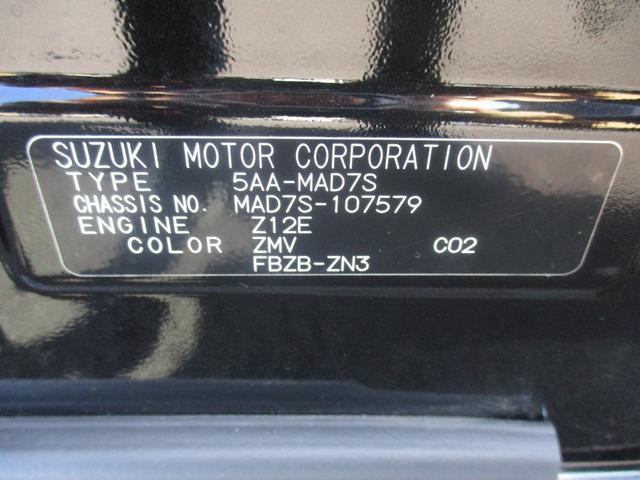 SUZUKI MOTOR CORPORATION
TYPE 5AA-MAD7S
CHASSIS NO. MAD7S-107579
ENGINE Z12E
COLOR ZMV C02
FBZB-ZN3